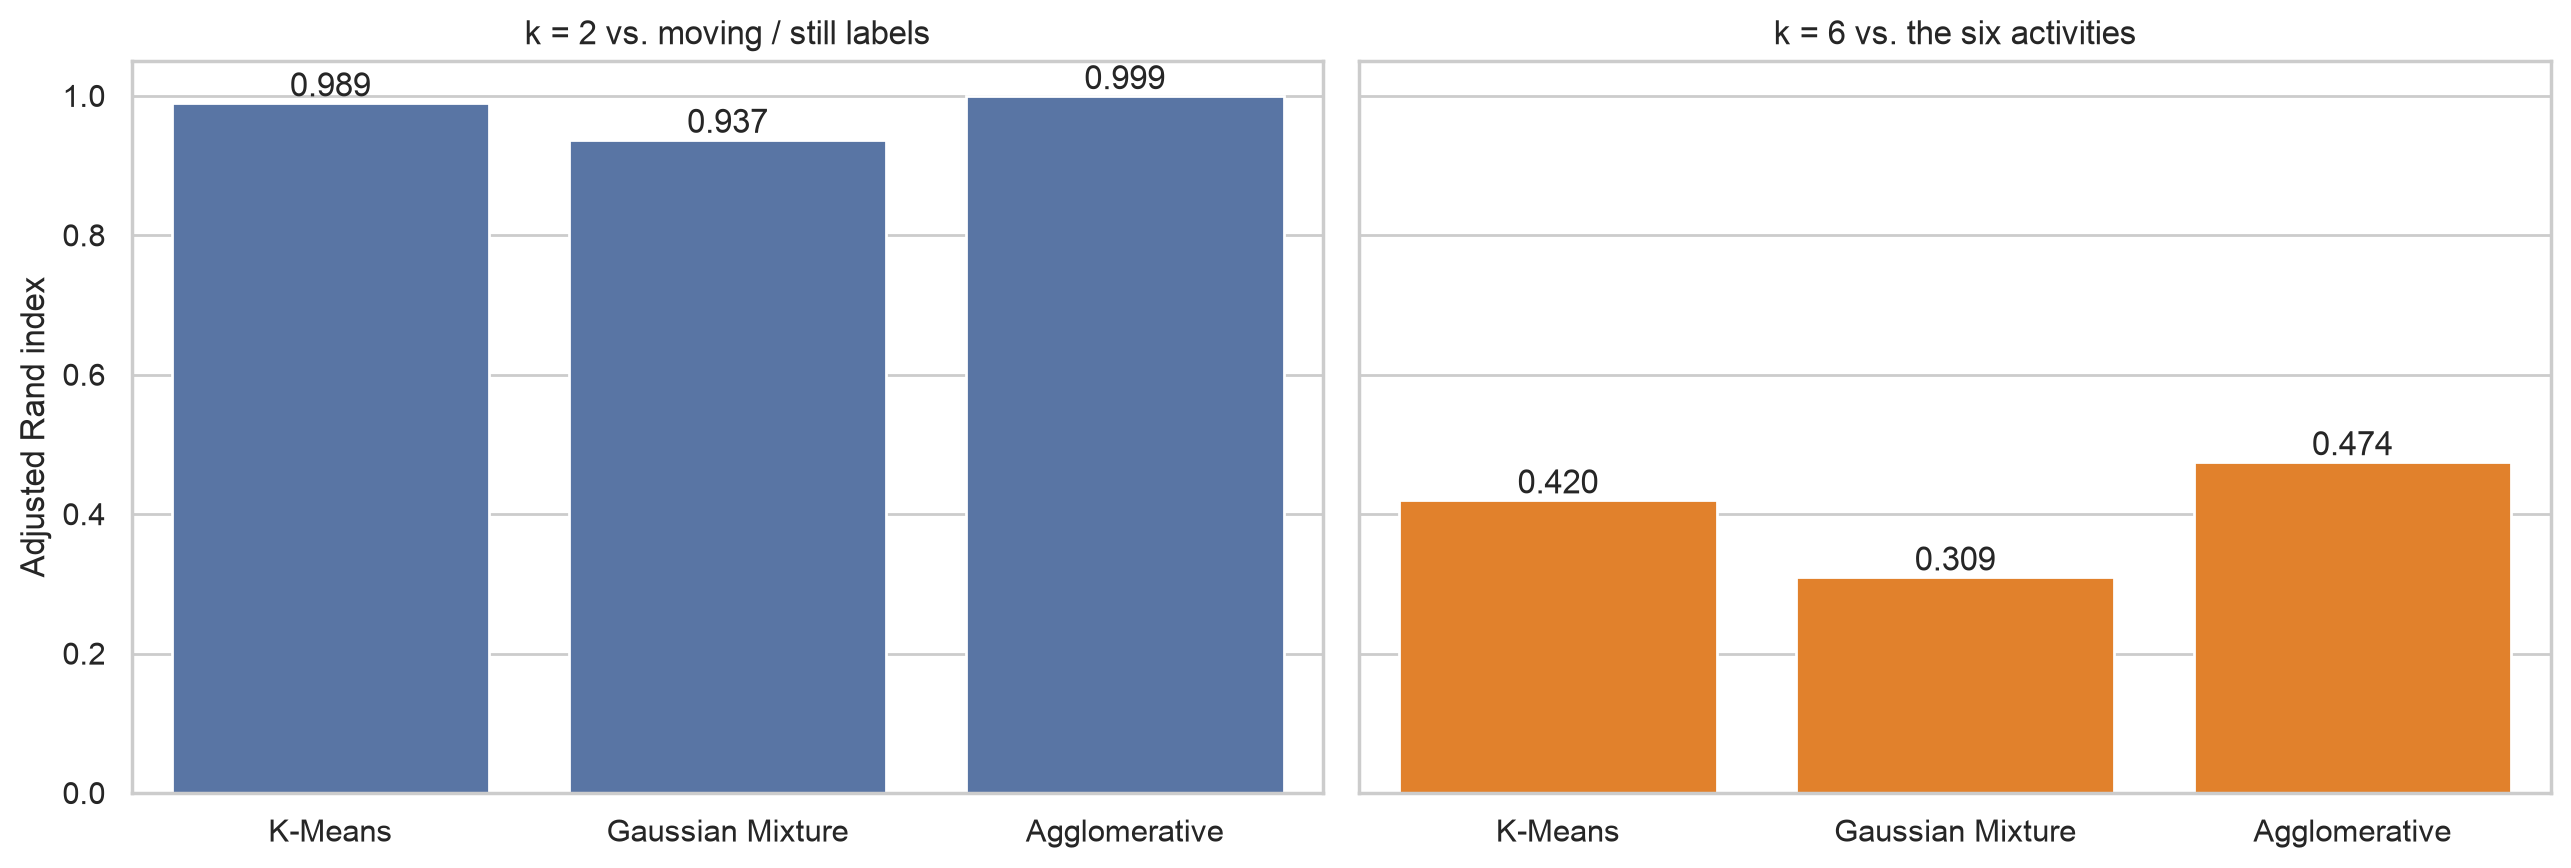 k = 2 vs. moving / still labels
k = 6 vs. the six activities
Adjusted Rand index
1.0
0.8
0.6
0.4
0.2
0.0
0.989
0.937
0.999
0.420
0.309
0.474
K-Means
Gaussian Mixture
Agglomerative
K-Means
Gaussian Mixture
Agglomerative